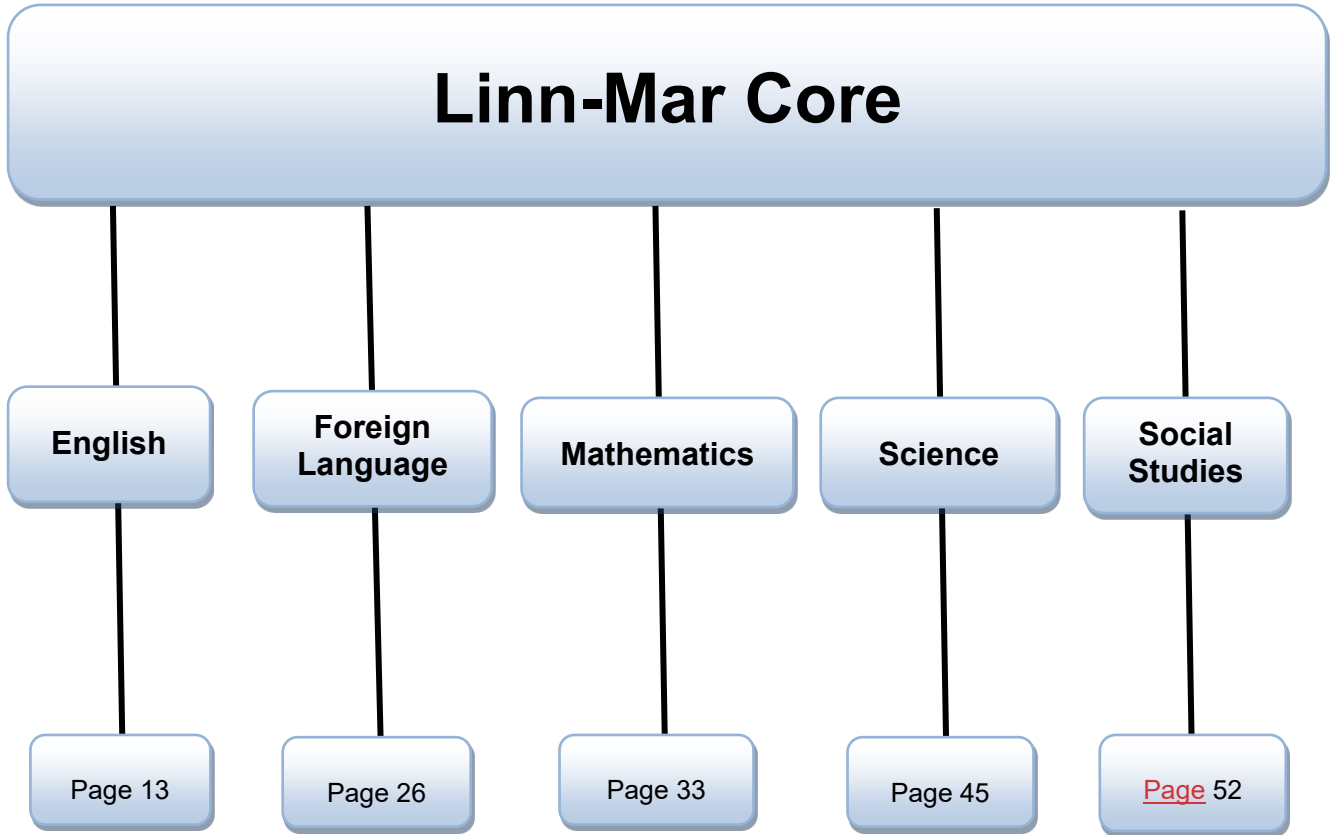 Linn-Mar Core
English
Foreign
Language
Mathematics
Science
Social
Studies
Page 13
Page 26
Page 33
Page 45
Page 52